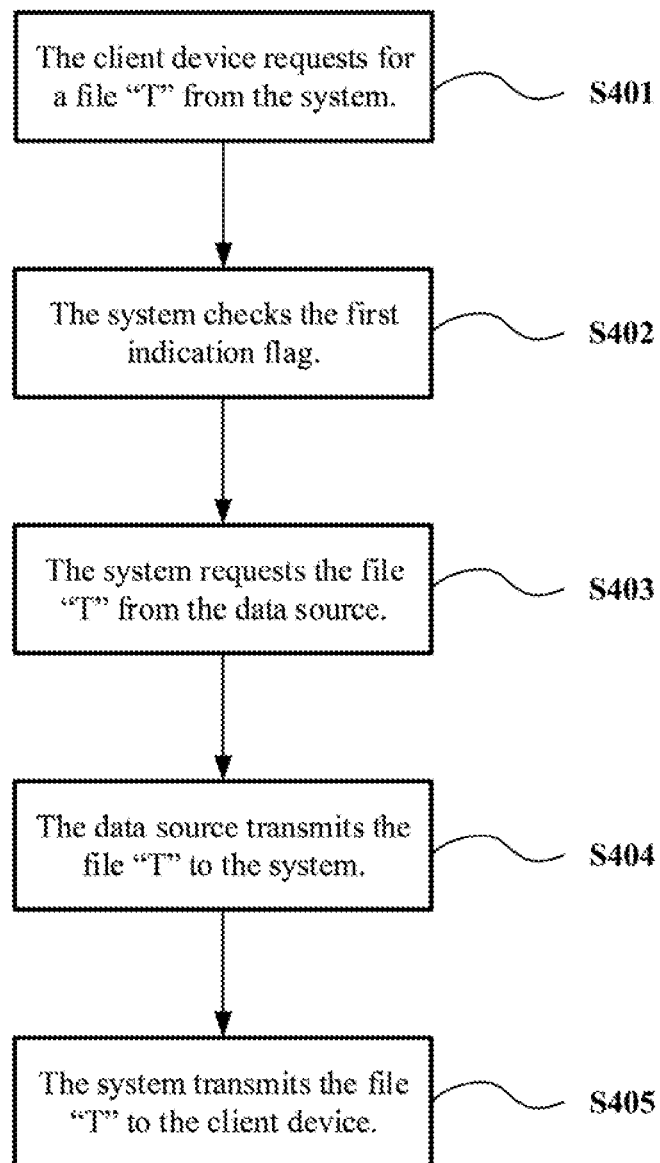 The client device requests for
a file “T” from the system.
S401
The system checks the first
indication flag.
S402
The system requests the file
“T” from the data source.
S403
The data source transmits the
file “T” to the system.
S404
The system transmits the file
“T” to the client device.
S405